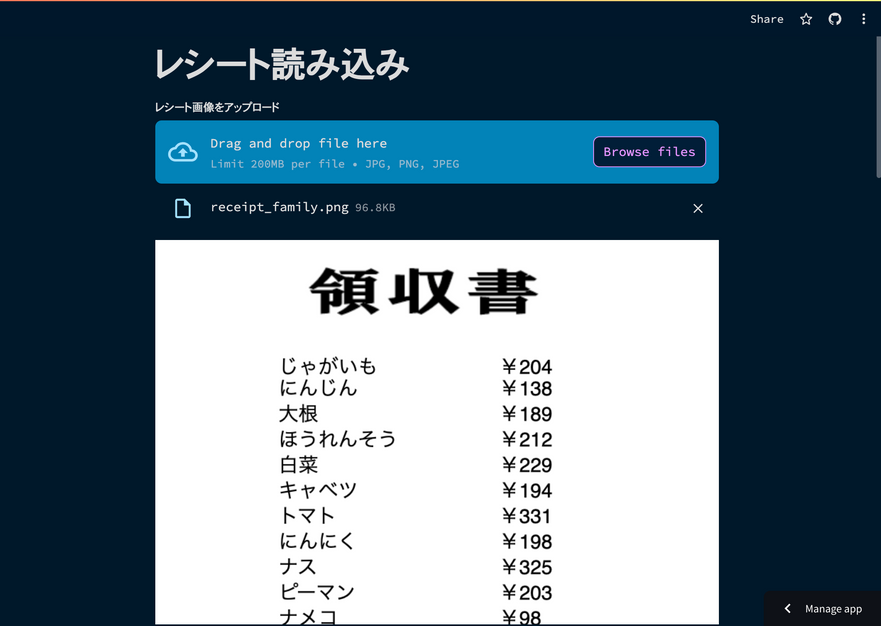 Share
レシート読み込み
レシート画像をアップロード
Drag and drop file here
Limit 200MB per file • JPG, PNG, JPEG
Browse files
receipt_family.png 96.8KB
領収書
じゃがいも ￥204
にんじん ￥138
大根 ￥189
ほうれんそう ￥212
白菜 ￥229
キャベツ ￥194
トマト ￥331
にんにく ￥198
ナス ￥325
ピーマン ￥203
ナメコ ￥98
Manage app